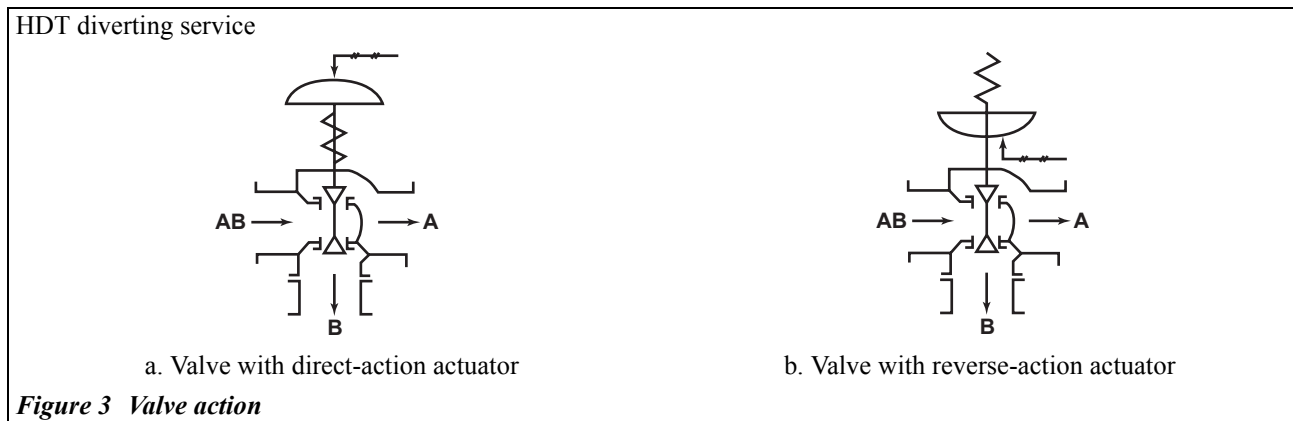 HDT diverting service
AB
A
B
AB
A
B
a. Valve with direct-action actuator
b. Valve with reverse-action actuator
Figure 3 Valve action